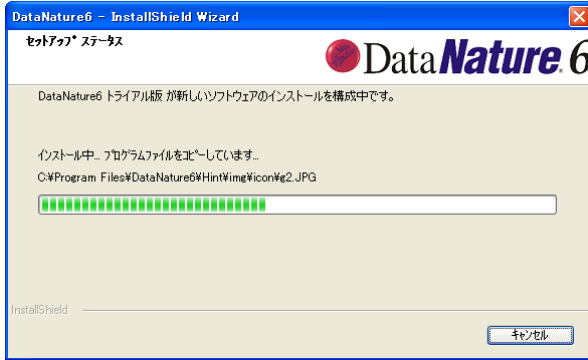 DataNature6 - InstallShield Wizard
ｾｯﾄｱｯﾌﾟ ｽﾃｰﾀｽ
DataNature 6
DataNature6 トライアル版 が新しいソフトウェアのインストールを構成中です。
インストール中... プログラムファイルをコピーしています...
C:¥Program Files¥DataNature6¥Hint¥img¥icon¥g2.JPG
InstallShield
キャンセル